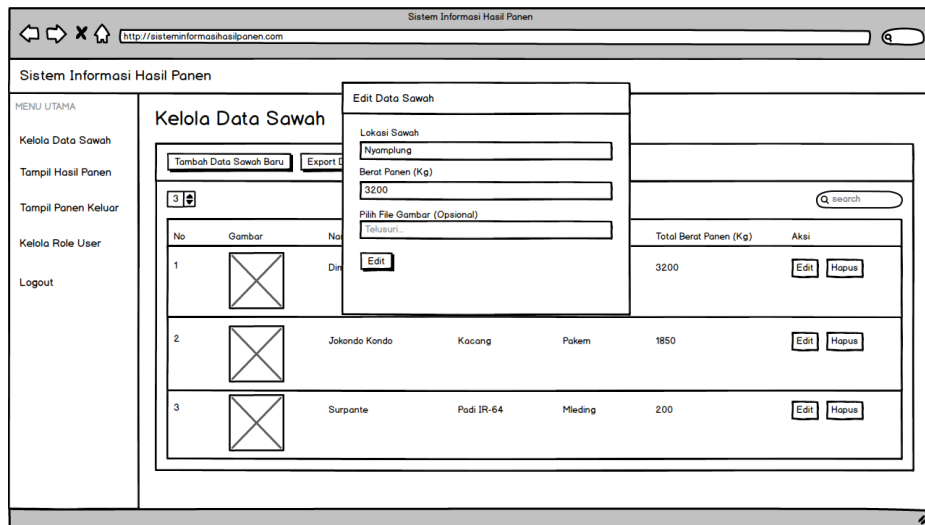 Sistem Informasi Hasil Panen
http://sisteminformasihasilpanen.com
Sistem Informasi Hasil Panen
MENU UTAMA
Kelola Data Sawah
Tampil Hasil Panen
Tampil Panen Keluar
Kelola Role User
Logout
Kelola Data Sawah
Tambah Data Sawah Baru Export
3
search
No Gambar Total Berat Panen (Kg) Aksi
1 3200 Edit Hapus
2 Jokondo Kondo Kacang Pakem 1850 Edit Hapus
3 Surpante Padi IR-64 Mleding 200 Edit Hapus
Edit Data Sawah
Lokasi Sawah
Nyamplung
Berat Panen (Kg)
3200
Pilih File Gambar (Opsional)
Telusuri...
Edit